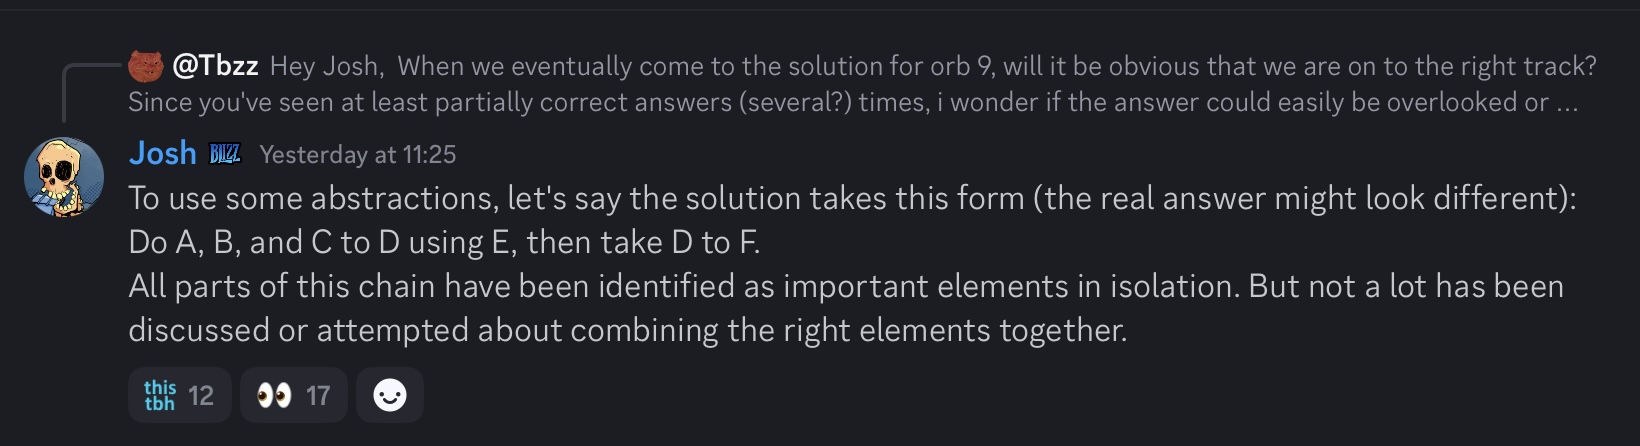 @Tbzz Hey Josh, When we eventually come to the solution for orb 9, will it be obvious that we are on to the right track?
Since you've seen at least partially correct answers (several?) times, i wonder if the answer could easily be overlooked or ...
Josh BLIZZ Yesterday at 11:25
To use some abstractions, let's say the solution takes this form (the real answer might look different):
Do A, B, and C to D using E, then take D to F.
All parts of this chain have been identified as important elements in isolation. But not a lot has been
discussed or attempted about combining the right elements together.
this tbh 12 17